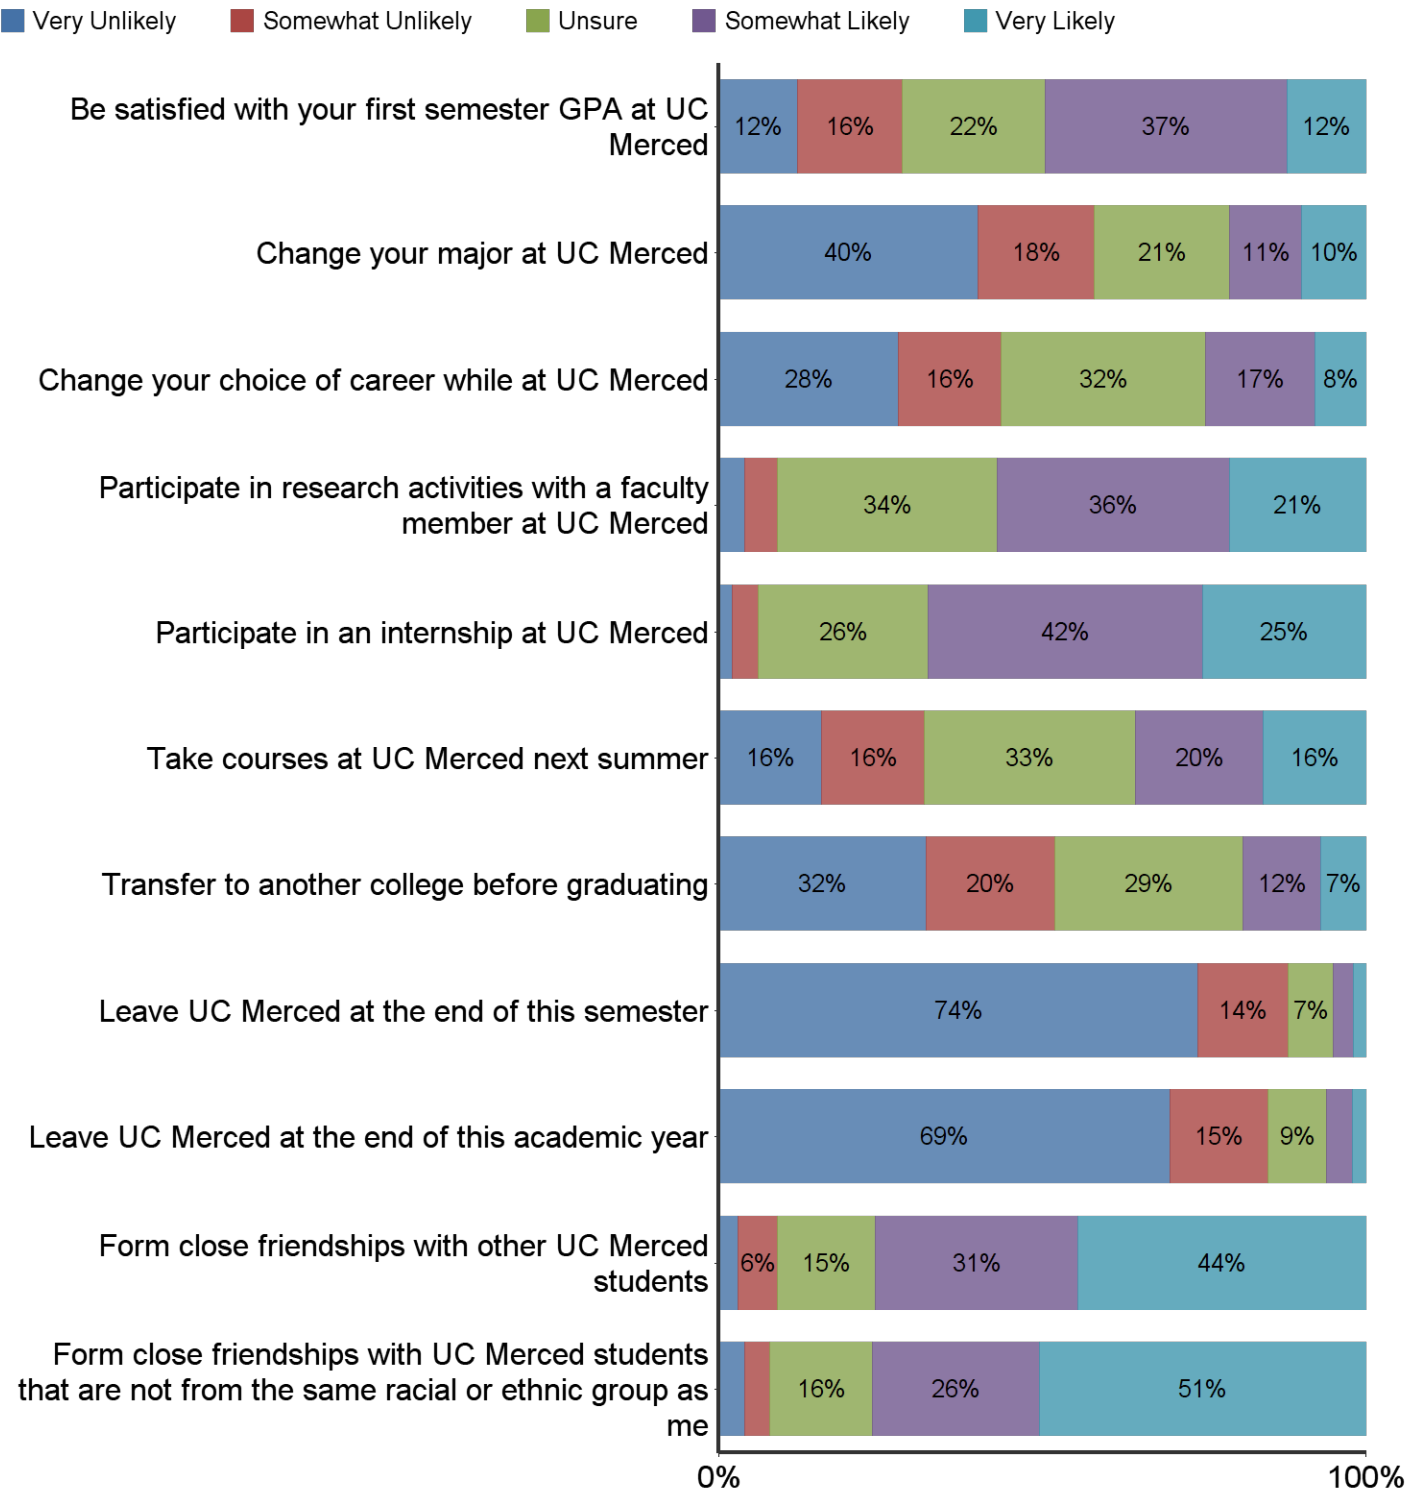 Very Unlikely Somewhat Unlikely Unsure Somewhat Likely Very Likely
Be satisfied with your first semester GPA at UC
Merced
12% 16% 22% 37% 12%
Change your major at UC Merced
40% 18% 21% 11% 10%
Change your choice of career while at UC Merced
28% 16% 32% 17% 8%
Participate in research activities with a faculty
member at UC Merced
34% 36% 21%
Participate in an internship at UC Merced
26% 42% 25%
Take courses at UC Merced next summer
16% 16% 33% 20% 16%
Transfer to another college before graduating
32% 20% 29% 12% 7%
Leave UC Merced at the end of this semester
74% 14% 7%
Leave UC Merced at the end of this academic year
69% 15% 9%
Form close friendships with other UC Merced
students
6% 15% 31% 44%
Form close friendships with UC Merced students
that are not from the same racial or ethnic group as
me
16% 26% 51%
0% 100%